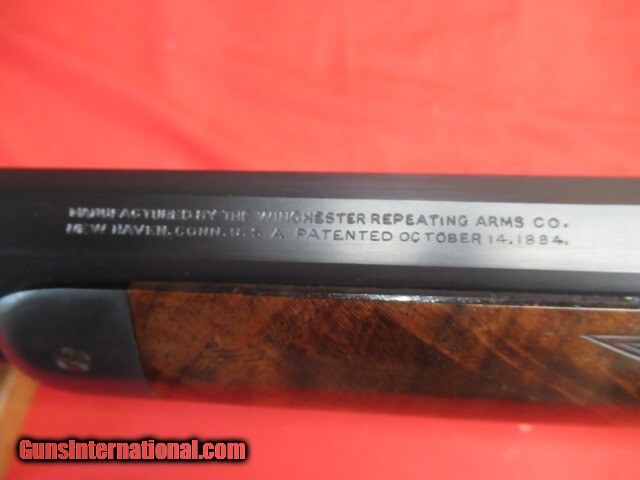 MANUFACTURED BY THE WINCHESTER REPEATING ARMS CO.
NEW HAVEN. CONN. U. S. A. PATENTED OCTOBER 14. 1884.
GunsInternational.com